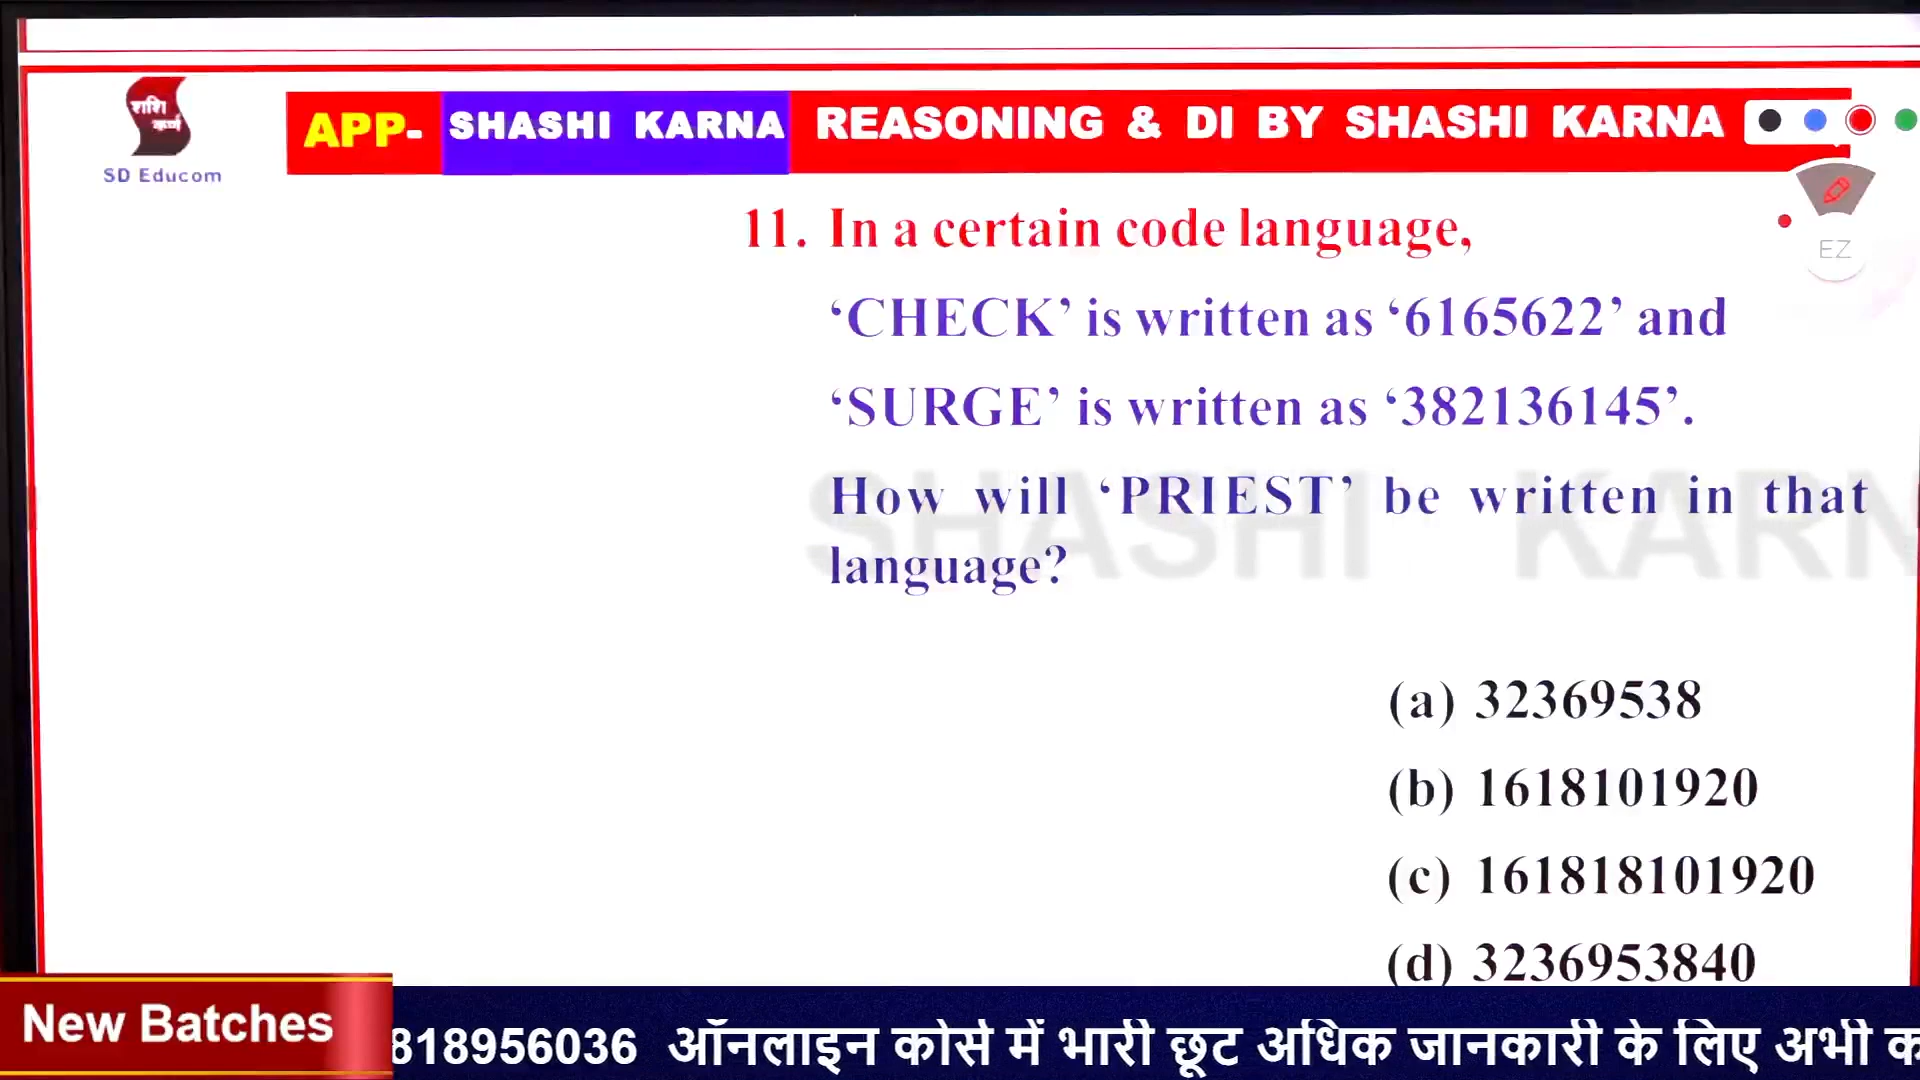 शशि
कर्ण
SD Educom
APP- SHASHI KARNA REASONING & DI BY SHASHI KARNA
EZ
11. In a certain code language,
‘CHECK’ is written as ‘6165622’ and
‘SURGE’ is written as ‘382136145’.
How will ‘PRIEST’ be written in that
language?
SHASHI KARN
(a) 32369538
(b) 1618101920
(c) 161818101920
(d) 3236953840
New Batches
818956036 ऑनलाइन कोर्स में भारी छूट अधिक जानकारी के लिए अभी क